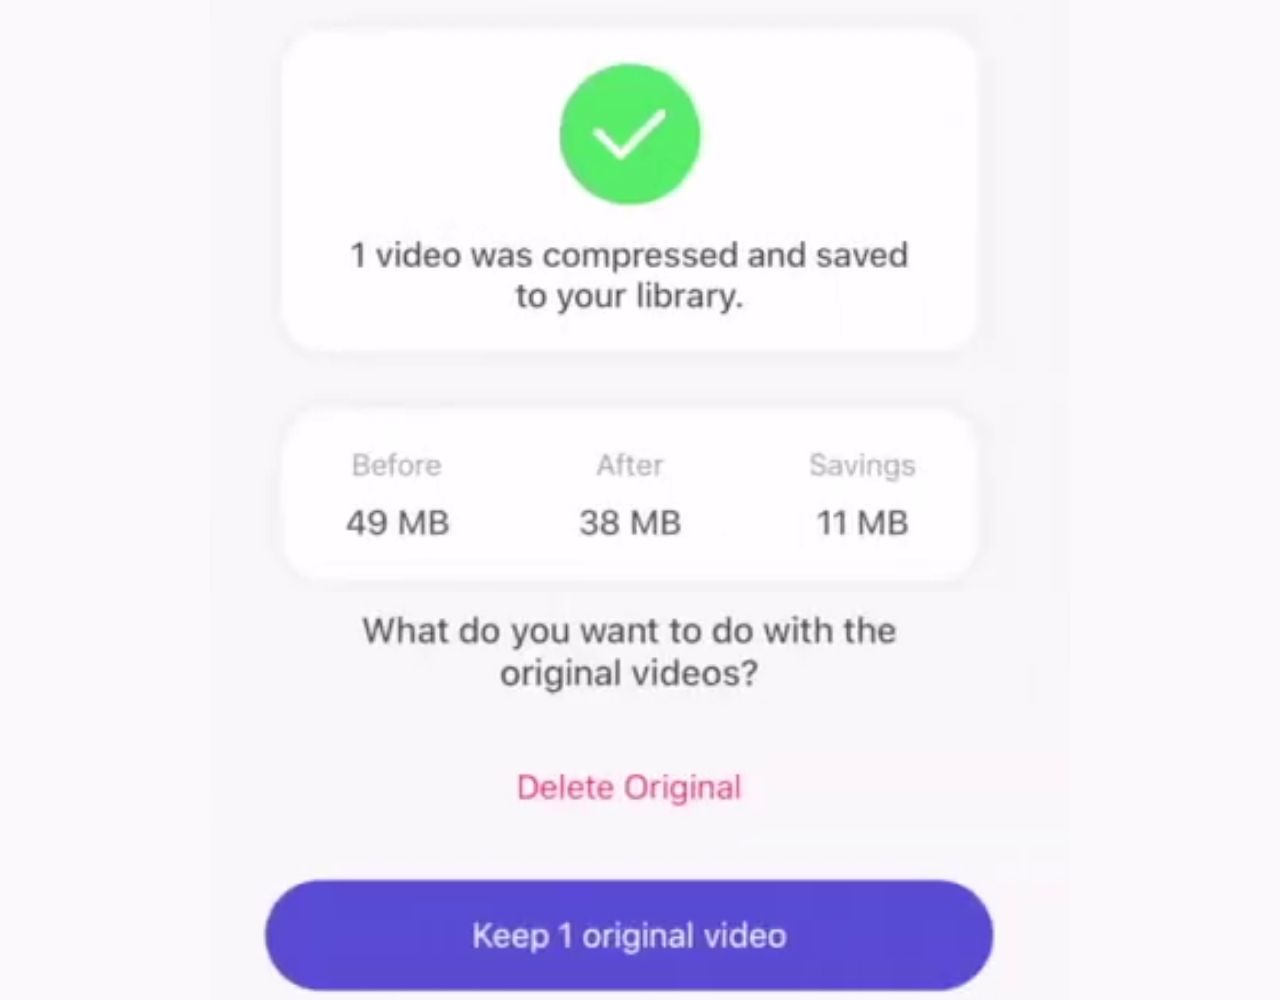 1 video was compressed and saved
to your library.
Before After Savings
49 MB 38 MB 11 MB
What do you want to do with the
original videos?
Delete Original
Keep 1 original video